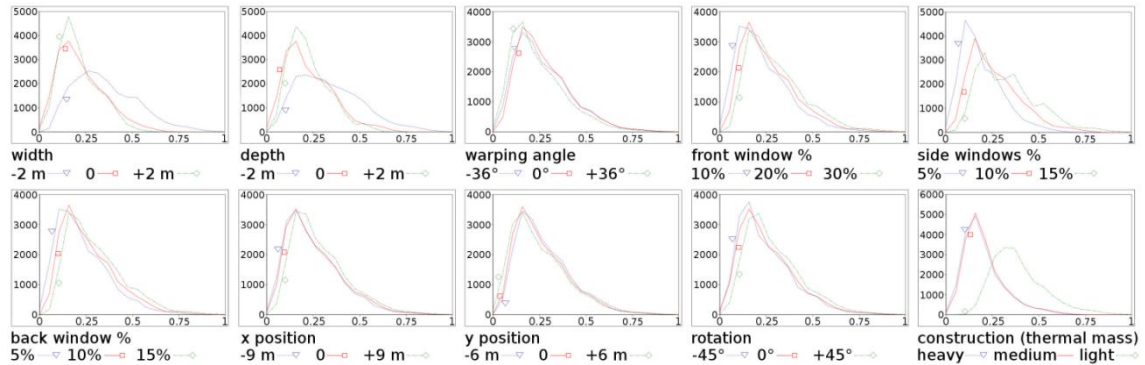 5000
4000
3000
2000
1000
0
0 0.25 0.5 0.75 1
width
-2 m 0 +2 m
5000
4000
3000
2000
1000
0
0 0.25 0.5 0.75 1
depth
-2 m 0 +2 m
4000
3000
2000
1000
0
0 0.25 0.5 0.75 1
warping angle
-36° 0° +36°
4000
3000
2000
1000
0
0 0.25 0.5 0.75 1
front window %
10% 20% 30%
5000
4000
3000
2000
1000
0
0 0.25 0.5 0.75 1
side windows %
5% 10% 15%
4000
3000
2000
1000
0
0 0.25 0.5 0.75 1
back window %
5% 10% 15%
4000
3000
2000
1000
0
0 0.25 0.5 0.75 1
x position
-9 m 0 +9 m
4000
3000
2000
1000
0
0 0.25 0.5 0.75 1
y position
-6 m 0 +6 m
4000
3000
2000
1000
0
0 0.25 0.5 0.75 1
rotation
-45° 0° +45°
6000
5000
4000
3000
2000
1000
0
0 0.25 0.5 0.75 1
construction (thermal mass)
heavy medium light